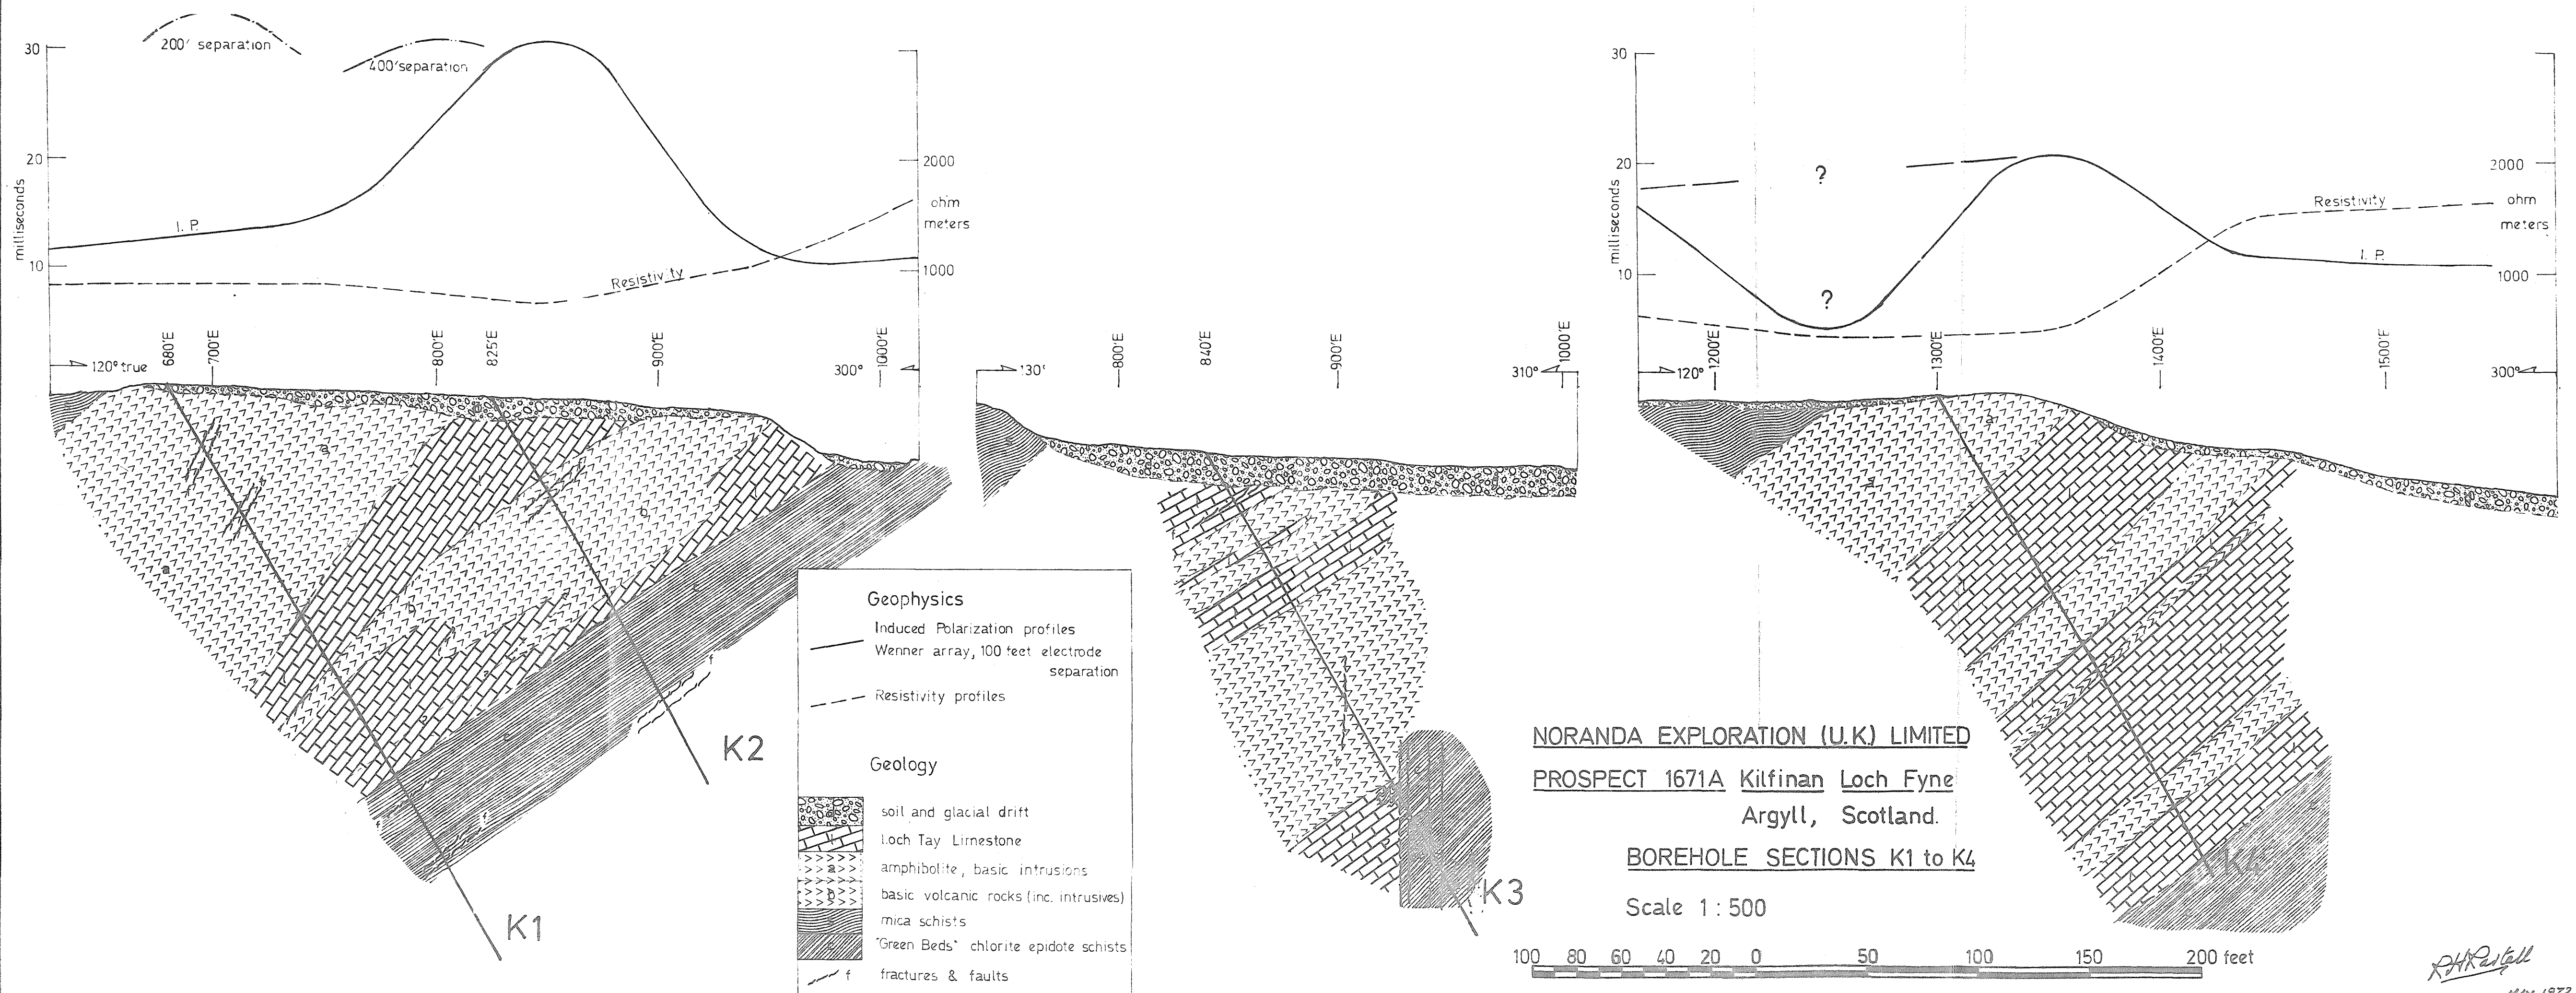 200' separation
400' separation
30
20
10
milliseconds
I. P.
Resistivity
2000
ohm
meters
1000
120° true
680'E
700'E
800'E
825'E
900'E
1000'E
300°
a
a
b
b
l
l
c
c
f
f
f
K1
K2
130°
800'E
840'E
900'E
1000'E
310°
K3
30
20
10
milliseconds
?
?
Resistivity
I. P.
2000
ohm
meters
1000
120°
1200'E
1300'E
1400'E
1500'E
300°
a
a
l
l
K4
Geophysics
Induced Polarization profiles
Wenner array, 100 feet electrode
separation
Resistivity profiles
Geology
soil and glacial drift
l Loch Tay Limestone
a amphibolite, basic intrusions
b basic volcanic rocks (inc. intrusives)
mica schists
c "Green Beds" chlorite epidote schists
f fractures & faults
NORANDA EXPLORATION (U.K.) LIMITED
PROSPECT 1671A Kilfinan Loch Fyne
Argyll, Scotland.
BOREHOLE SECTIONS K1 to K4
Scale 1 : 500
100 80 60 40 20 0 50 100 150 200 feet